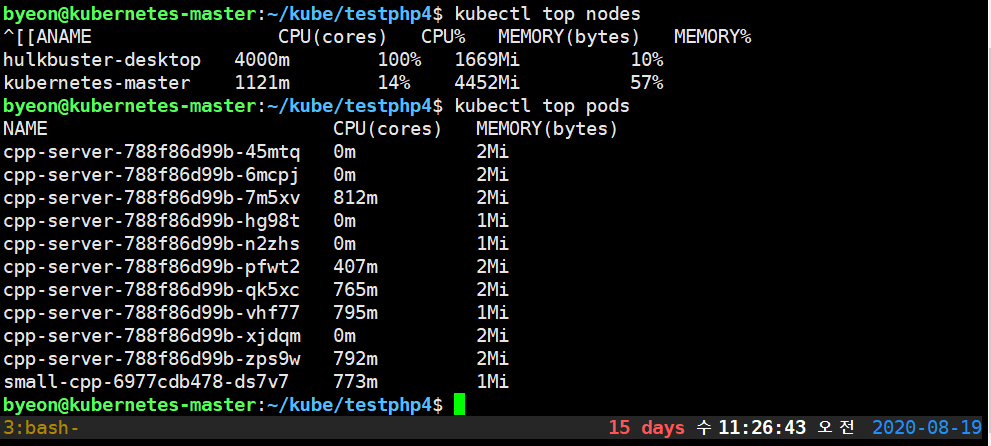 byeon@kubernetes-master:~/kube/testphp4$ kubectl top nodes
^[[ANAME                 CPU(cores)   CPU%   MEMORY(bytes)   MEMORY%
hulkbuster-desktop   4000m        100%   1669Mi          10%
kubernetes-master    1121m        14%    4452Mi          57%
byeon@kubernetes-master:~/kube/testphp4$ kubectl top pods
NAME                          CPU(cores)   MEMORY(bytes)
cpp-server-788f86d99b-45mtq   0m           2Mi
cpp-server-788f86d99b-6mcpj   0m           2Mi
cpp-server-788f86d99b-7m5xv   812m         2Mi
cpp-server-788f86d99b-hg98t   0m           1Mi
cpp-server-788f86d99b-n2zhs   0m           1Mi
cpp-server-788f86d99b-pfwt2   407m         2Mi
cpp-server-788f86d99b-qk5xc   765m         2Mi
cpp-server-788f86d99b-vhf77   795m         1Mi
cpp-server-788f86d99b-xjdqm   0m           2Mi
cpp-server-788f86d99b-zps9w   792m         2Mi
small-cpp-6977cdb478-ds7v7    773m         1Mi
byeon@kubernetes-master:~/kube/testphp4$
3:bash- 15 days 수 11:26:43 오전 2020-08-19